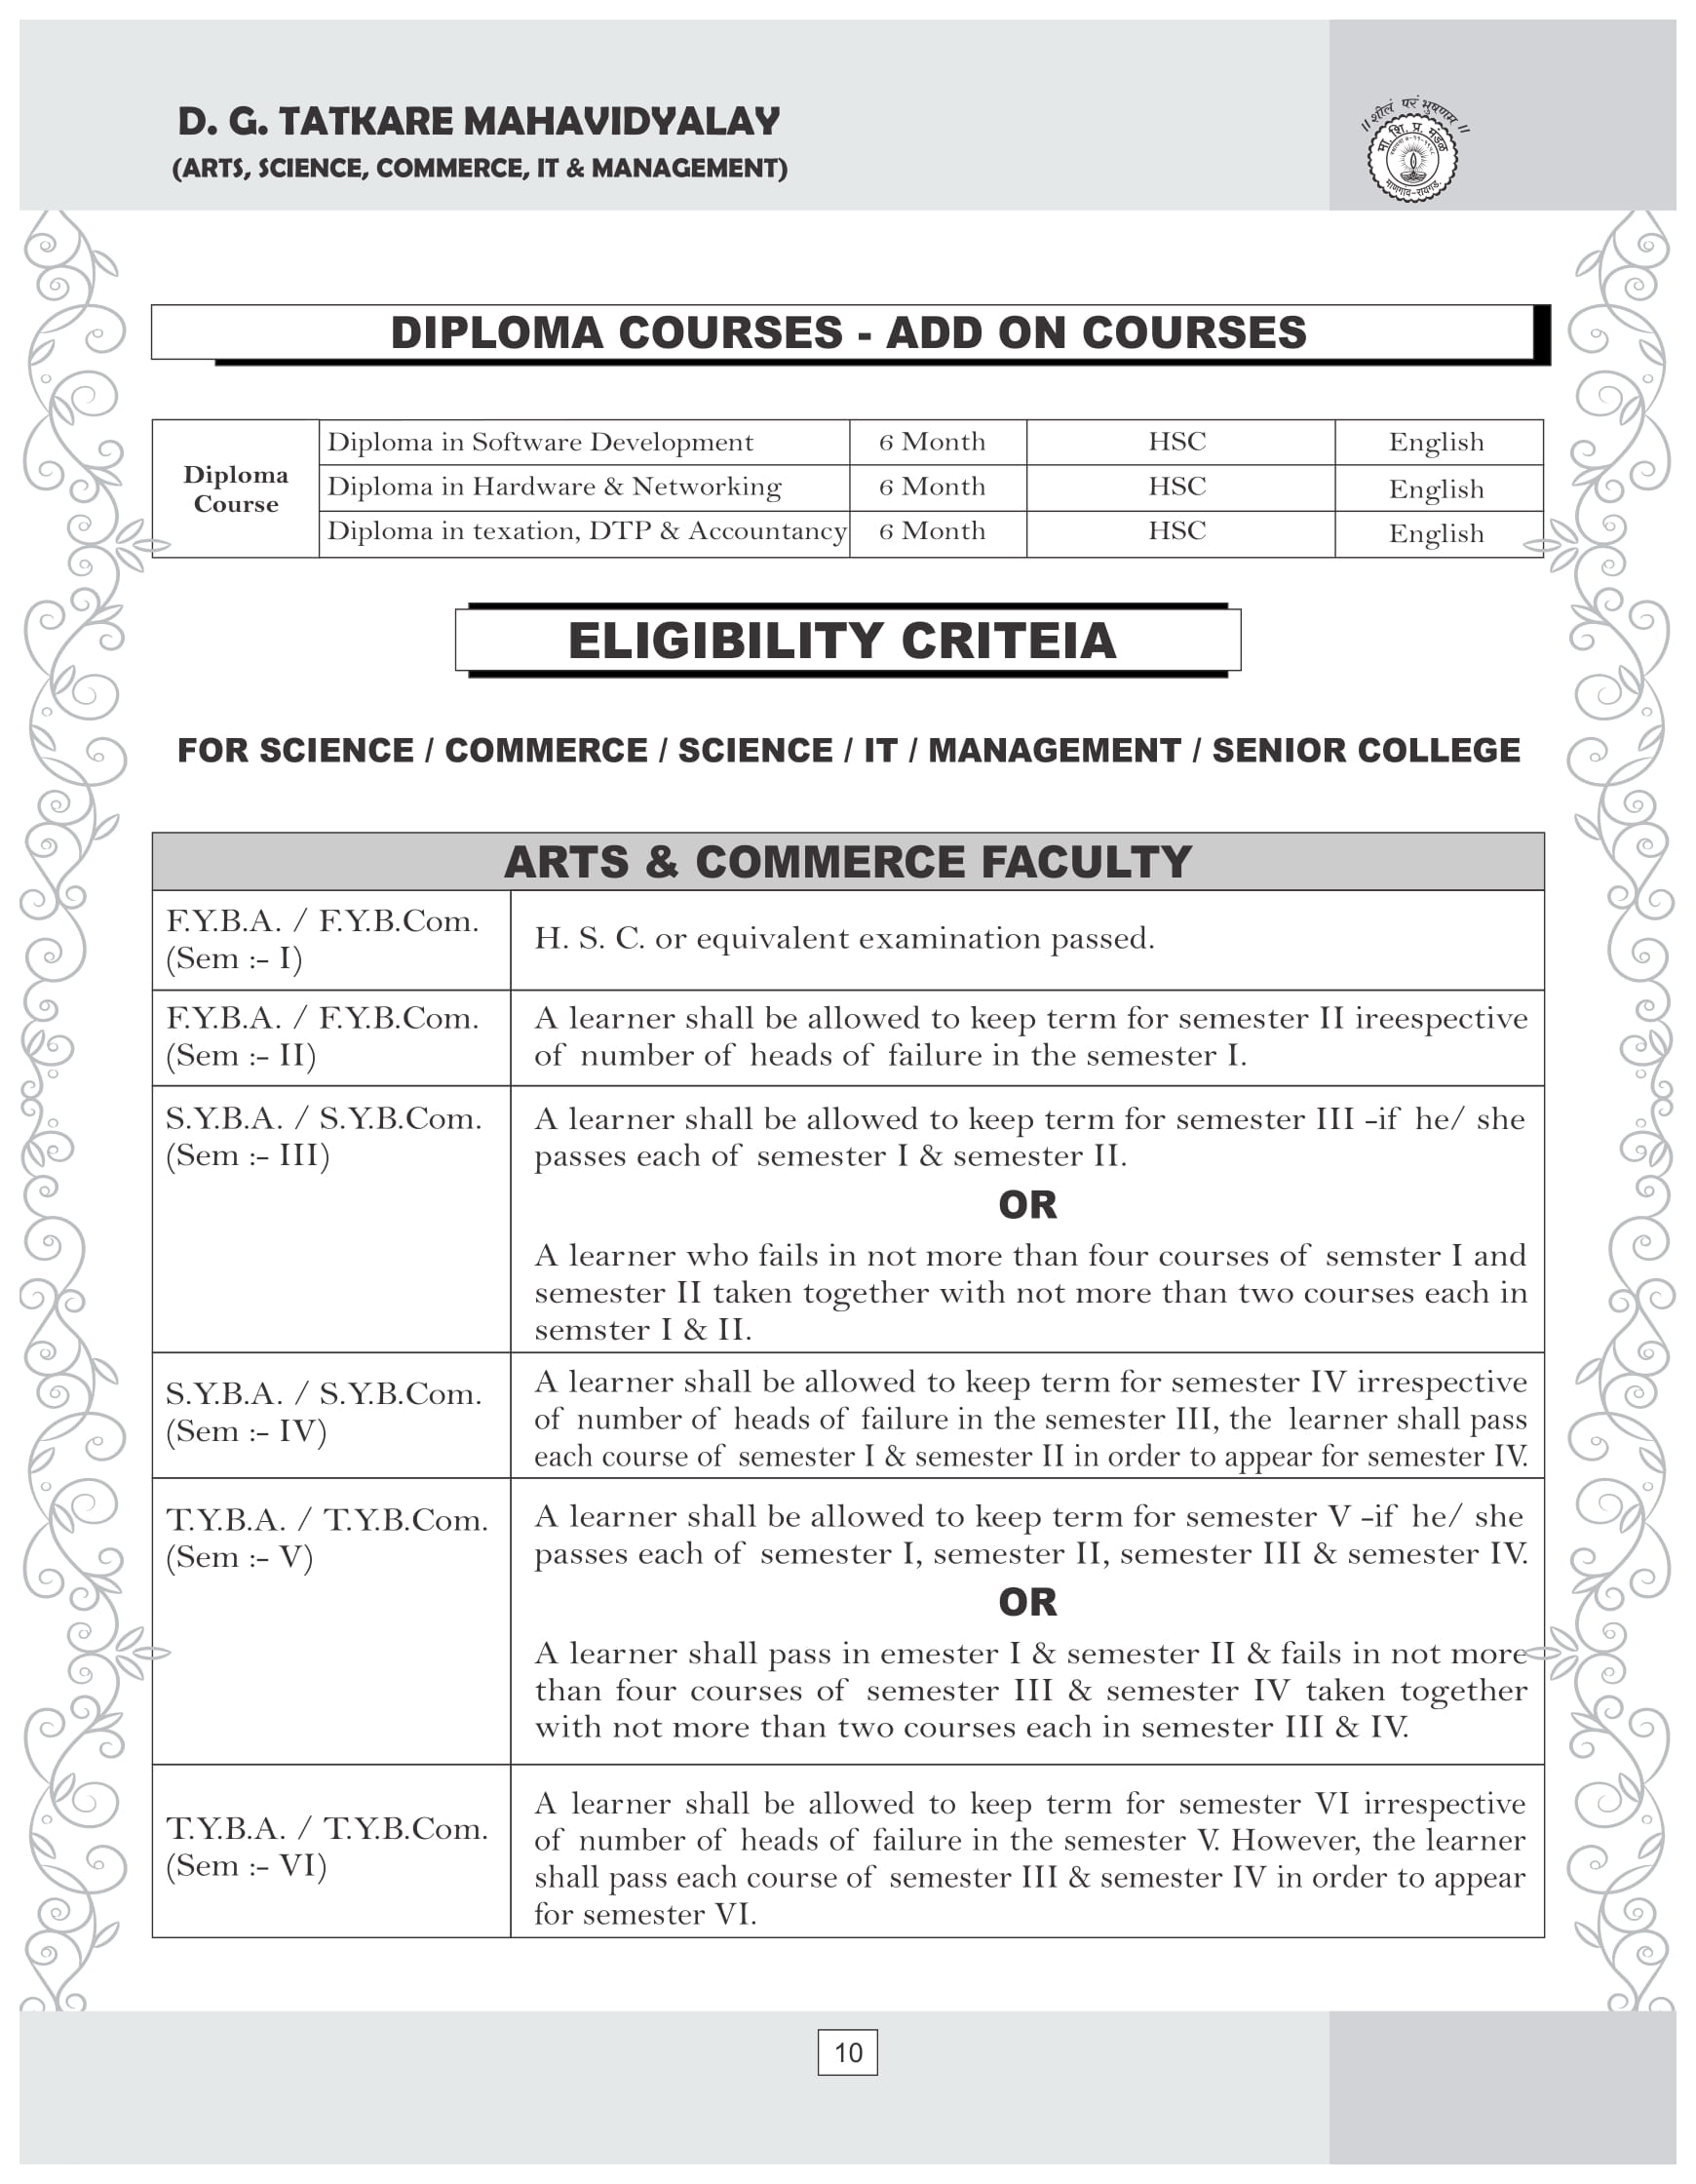 D. G. TATKARE MAHAVIDYALAY
(ARTS, SCIENCE, COMMERCE, IT & MANAGEMENT)
॥ शीलं परं भुषणम ॥
मा. शि. प्र. मंडळ
माणगाव-रायगड.
DIPLOMA COURSES - ADD ON COURSES
Diploma Course
Diploma in Software Development 6 Month HSC English
Diploma in Hardware & Networking 6 Month HSC English
Diploma in texation, DTP & Accountancy 6 Month HSC English
ELIGIBILITY CRITEIA
FOR SCIENCE / COMMERCE / SCIENCE / IT / MANAGEMENT / SENIOR COLLEGE
ARTS & COMMERCE FACULTY
F.Y.B.A. / F.Y.B.Com.
(Sem :- I)
H. S. C. or equivalent examination passed.
F.Y.B.A. / F.Y.B.Com.
(Sem :- II)
A learner shall be allowed to keep term for semester II ireespective
of number of heads of failure in the semester I.
S.Y.B.A. / S.Y.B.Com.
(Sem :- III)
A learner shall be allowed to keep term for semester III -if he/ she
passes each of semester I & semester II.
OR
A learner who fails in not more than four courses of semster I and
semester II taken together with not more than two courses each in
semster I & II.
S.Y.B.A. / S.Y.B.Com.
(Sem :- IV)
A learner shall be allowed to keep term for semester IV irrespective
of number of heads of failure in the semester III, the learner shall pass
each course of semester I & semester II in order to appear for semester IV.
T.Y.B.A. / T.Y.B.Com.
(Sem :- V)
A learner shall be allowed to keep term for semester V -if he/ she
passes each of semester I, semester II, semester III & semester IV.
OR
A learner shall pass in emester I & semester II & fails in not more
than four courses of semester III & semester IV taken together
with not more than two courses each in semester III & IV.
T.Y.B.A. / T.Y.B.Com.
(Sem :- VI)
A learner shall be allowed to keep term for semester VI irrespective
of number of heads of failure in the semester V. However, the learner
shall pass each course of semester III & semester IV in order to appear
for semester VI.
10